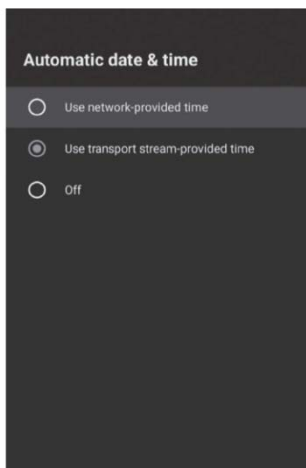 Automatic date & time
Use network-provided time
Use transport stream-provided time
Off